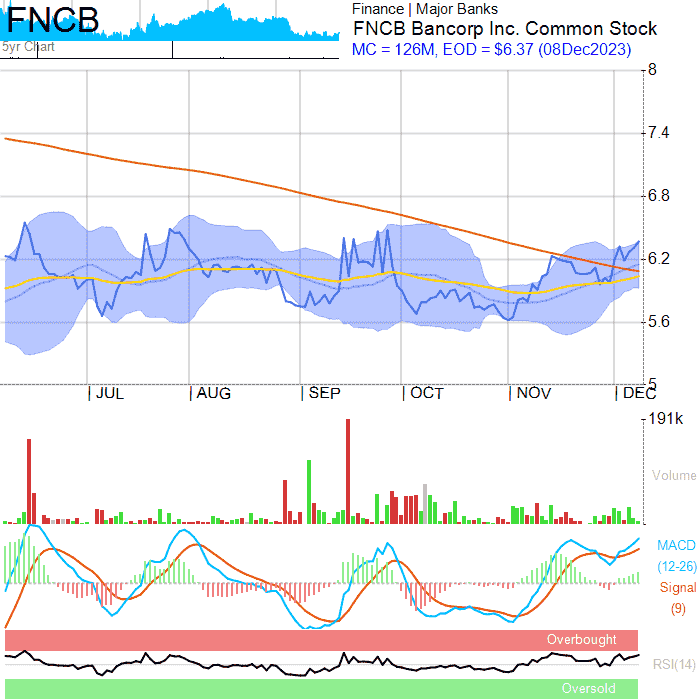 FNCB
5yr Chart
Finance | Major Banks
FNCB Bancorp Inc. Common Stock
MC = 126M, EOD = $6.37 (08Dec2023)
8
7.4
6.8
6.2
5.6
5
JUL
AUG
SEP
OCT
NOV
DEC
191k
Volume
MACD
(12-26)
Signal
(9)
Overbought
RSI(14)
Oversold